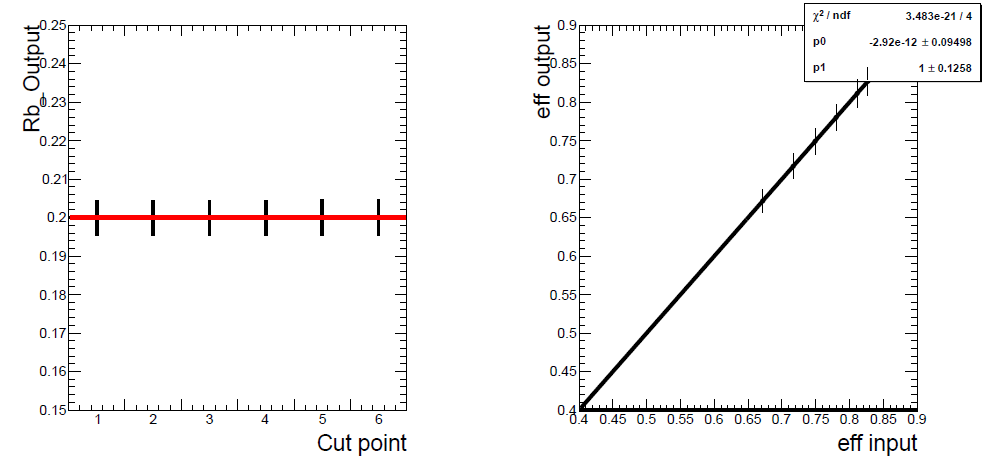 Rb_Output
0.25
0.24
0.23
0.22
0.21
0.2
0.19
0.18
0.17
0.16
0.15
1 2 3 4 5 6
Cut point
eff output
0.9
0.85
0.8
0.75
0.7
0.65
0.6
0.55
0.5
0.45
0.4
0.4 0.45 0.5 0.55 0.6 0.65 0.7 0.75 0.8 0.85 0.9
eff input
χ² / ndf 3.483e-21 / 4
p0 -2.92e-12 ± 0.09498
p1 1 ± 0.1258